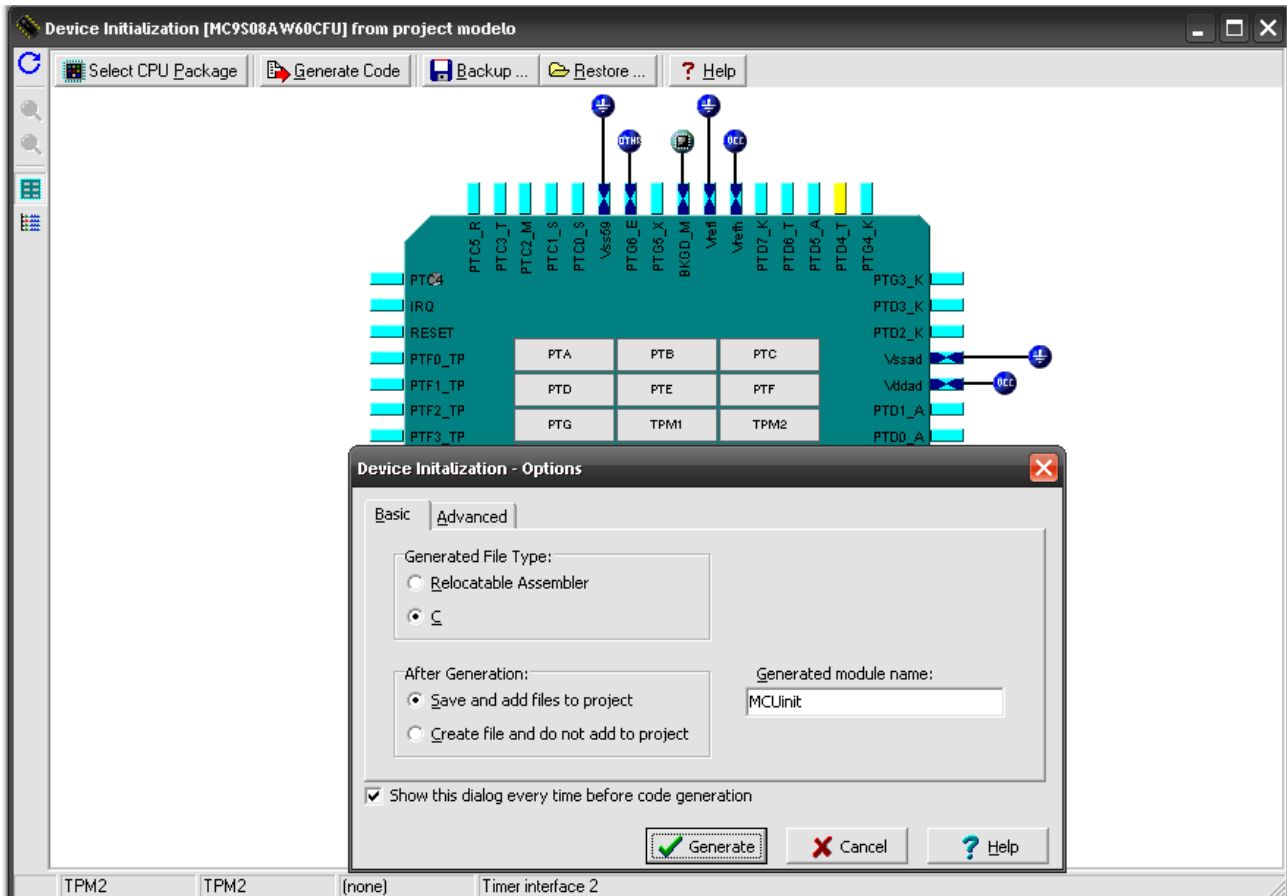 Device Initialization [MC9S08AW60CFU] from project modelo
Select CPU Package Generate Code Backup ... Restore ... ? Help
OTHR
VCC
PTC5_R
PTC3_T
PTC2_M
PTC1_S
PTC0_S
Vss59
PTG6_E
PTG5_X
BKGD_M
Vrefl
Vrefh
PTD7_K
PTD6_T
PTD5_A
PTD4_T
PTG4_K
PTC4
IRQ
RESET
PTF0_TP
PTF1_TP
PTF2_TP
PTF3_TP
PTA PTB PTC
PTD PTE PTF
PTG TPM1 TPM2
PTG3_K
PTD3_K
PTD2_K
Vssad
Vddad
VCC
PTD1_A
PTD0_A
Device Initalization - Options
Basic Advanced
Generated File Type:
Relocatable Assembler
C
After Generation:
Save and add files to project
Create file and do not add to project
Generated module name:
MCUinit
Show this dialog every time before code generation
Generate Cancel ? Help
TPM2 TPM2 (none) Timer interface 2